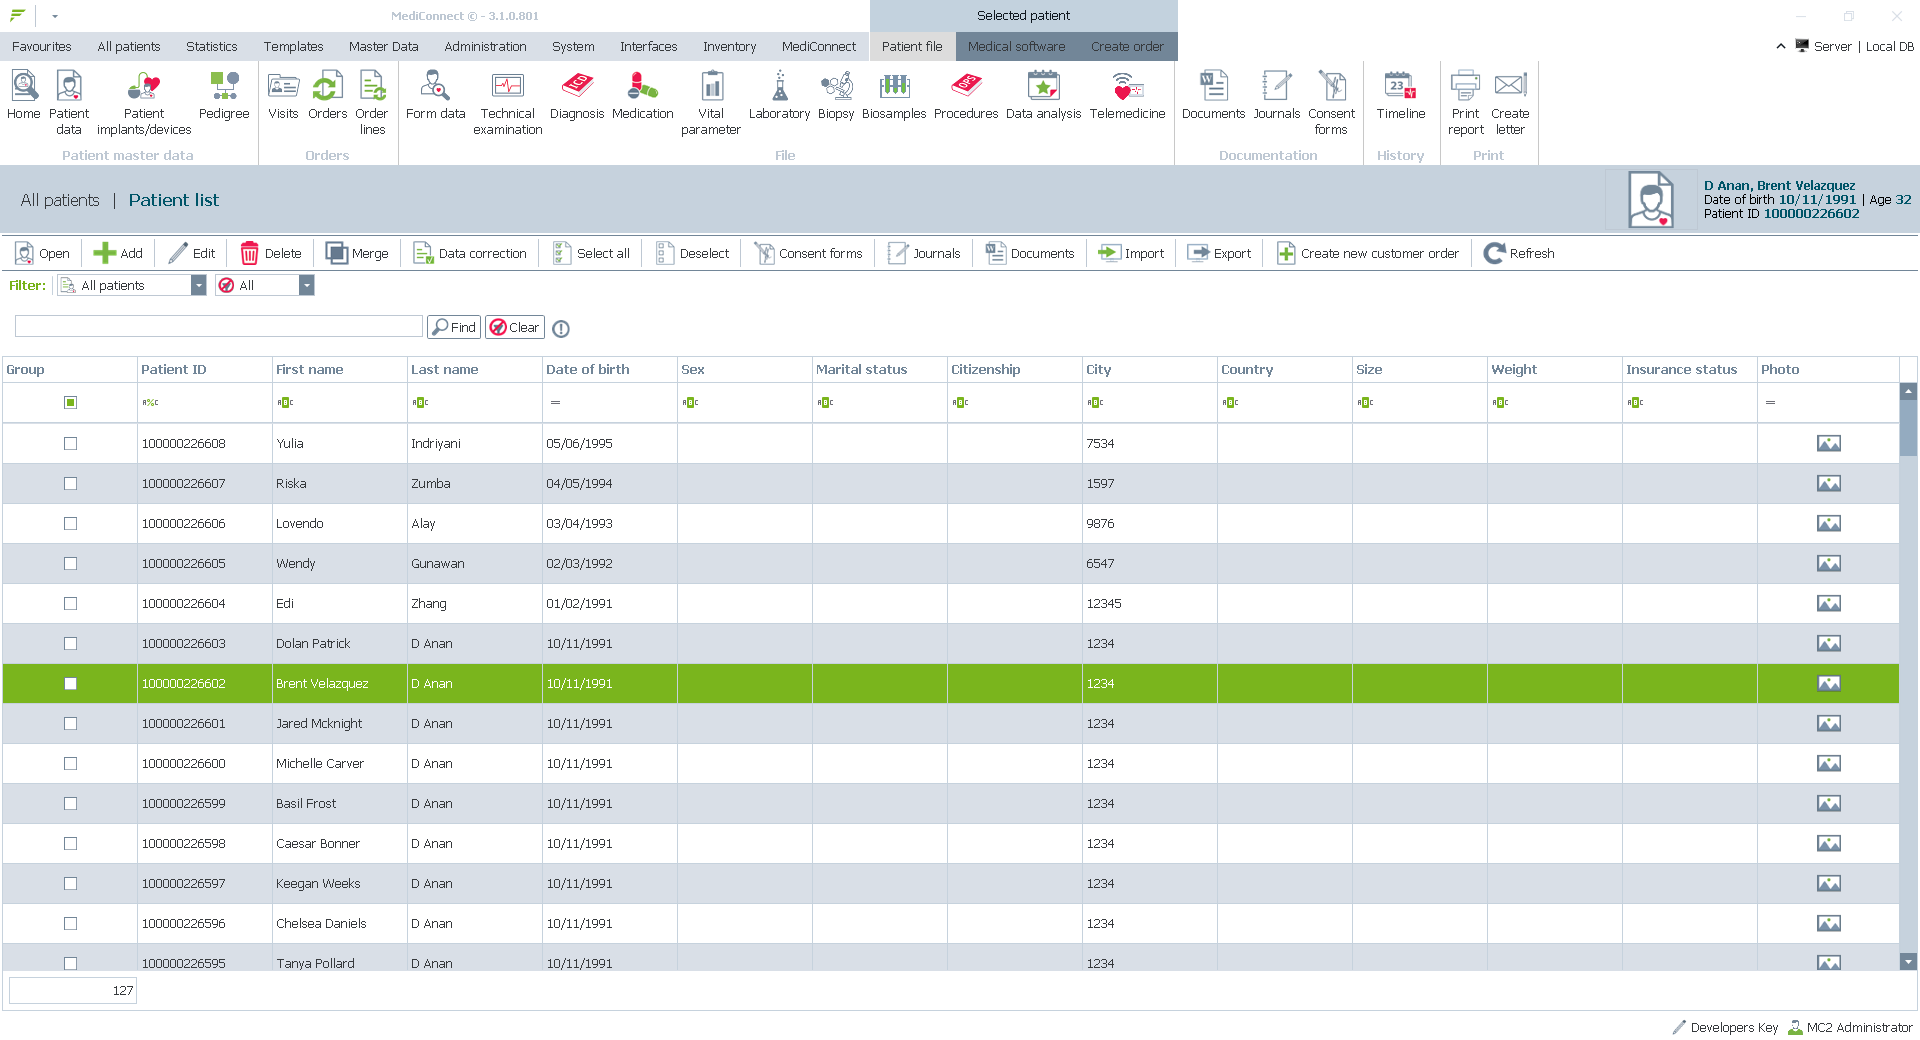 MediConnect © - 3.1.0.801
Selected patient
Favourites All patients Statistics Templates Master Data Administration System Interfaces Inventory MediConnect Patient file Medical software Create order Server | Local DB
Home Patient data Patient implants/devices Pedigree Visits Orders Order lines Form data Technical examination Diagnosis Medication Vital parameter Laboratory Biopsy Biosamples Procedures Data analysis Telemedicine Documents Journals Consent forms Timeline Print report Create letter
Patient master data Orders File Documentation History Print
All patients | Patient list
D Anan, Brent Velazquez
Date of birth 10/11/1991 | Age 32
Patient ID 100000226602
Open Add Edit Delete Merge Data correction Select all Deselect Consent forms Journals Documents Import Export Create new customer order Refresh
Filter: All patients All
Find Clear
Group Patient ID First name Last name Date of birth Sex Marital status Citizenship City Country Size Weight Insurance status Photo
100000226608 Yulia Indriyani 05/06/1995 7534
100000226607 Riska Zumba 04/05/1994 1597
100000226606 Lovendo Alay 03/04/1993 9876
100000226605 Wendy Gunawan 02/03/1992 6547
100000226604 Edi Zhang 01/02/1991 12345
100000226603 Dolan Patrick D Anan 10/11/1991 1234
100000226602 Brent Velazquez D Anan 10/11/1991 1234
100000226601 Jared Mcknight D Anan 10/11/1991 1234
100000226600 Michelle Carver D Anan 10/11/1991 1234
100000226599 Basil Frost D Anan 10/11/1991 1234
100000226598 Caesar Bonner D Anan 10/11/1991 1234
100000226597 Keegan Weeks D Anan 10/11/1991 1234
100000226596 Chelsea Daniels D Anan 10/11/1991 1234
100000226595 Tanya Pollard D Anan 10/11/1991 1234
127
Developers Key MC2 Administrator